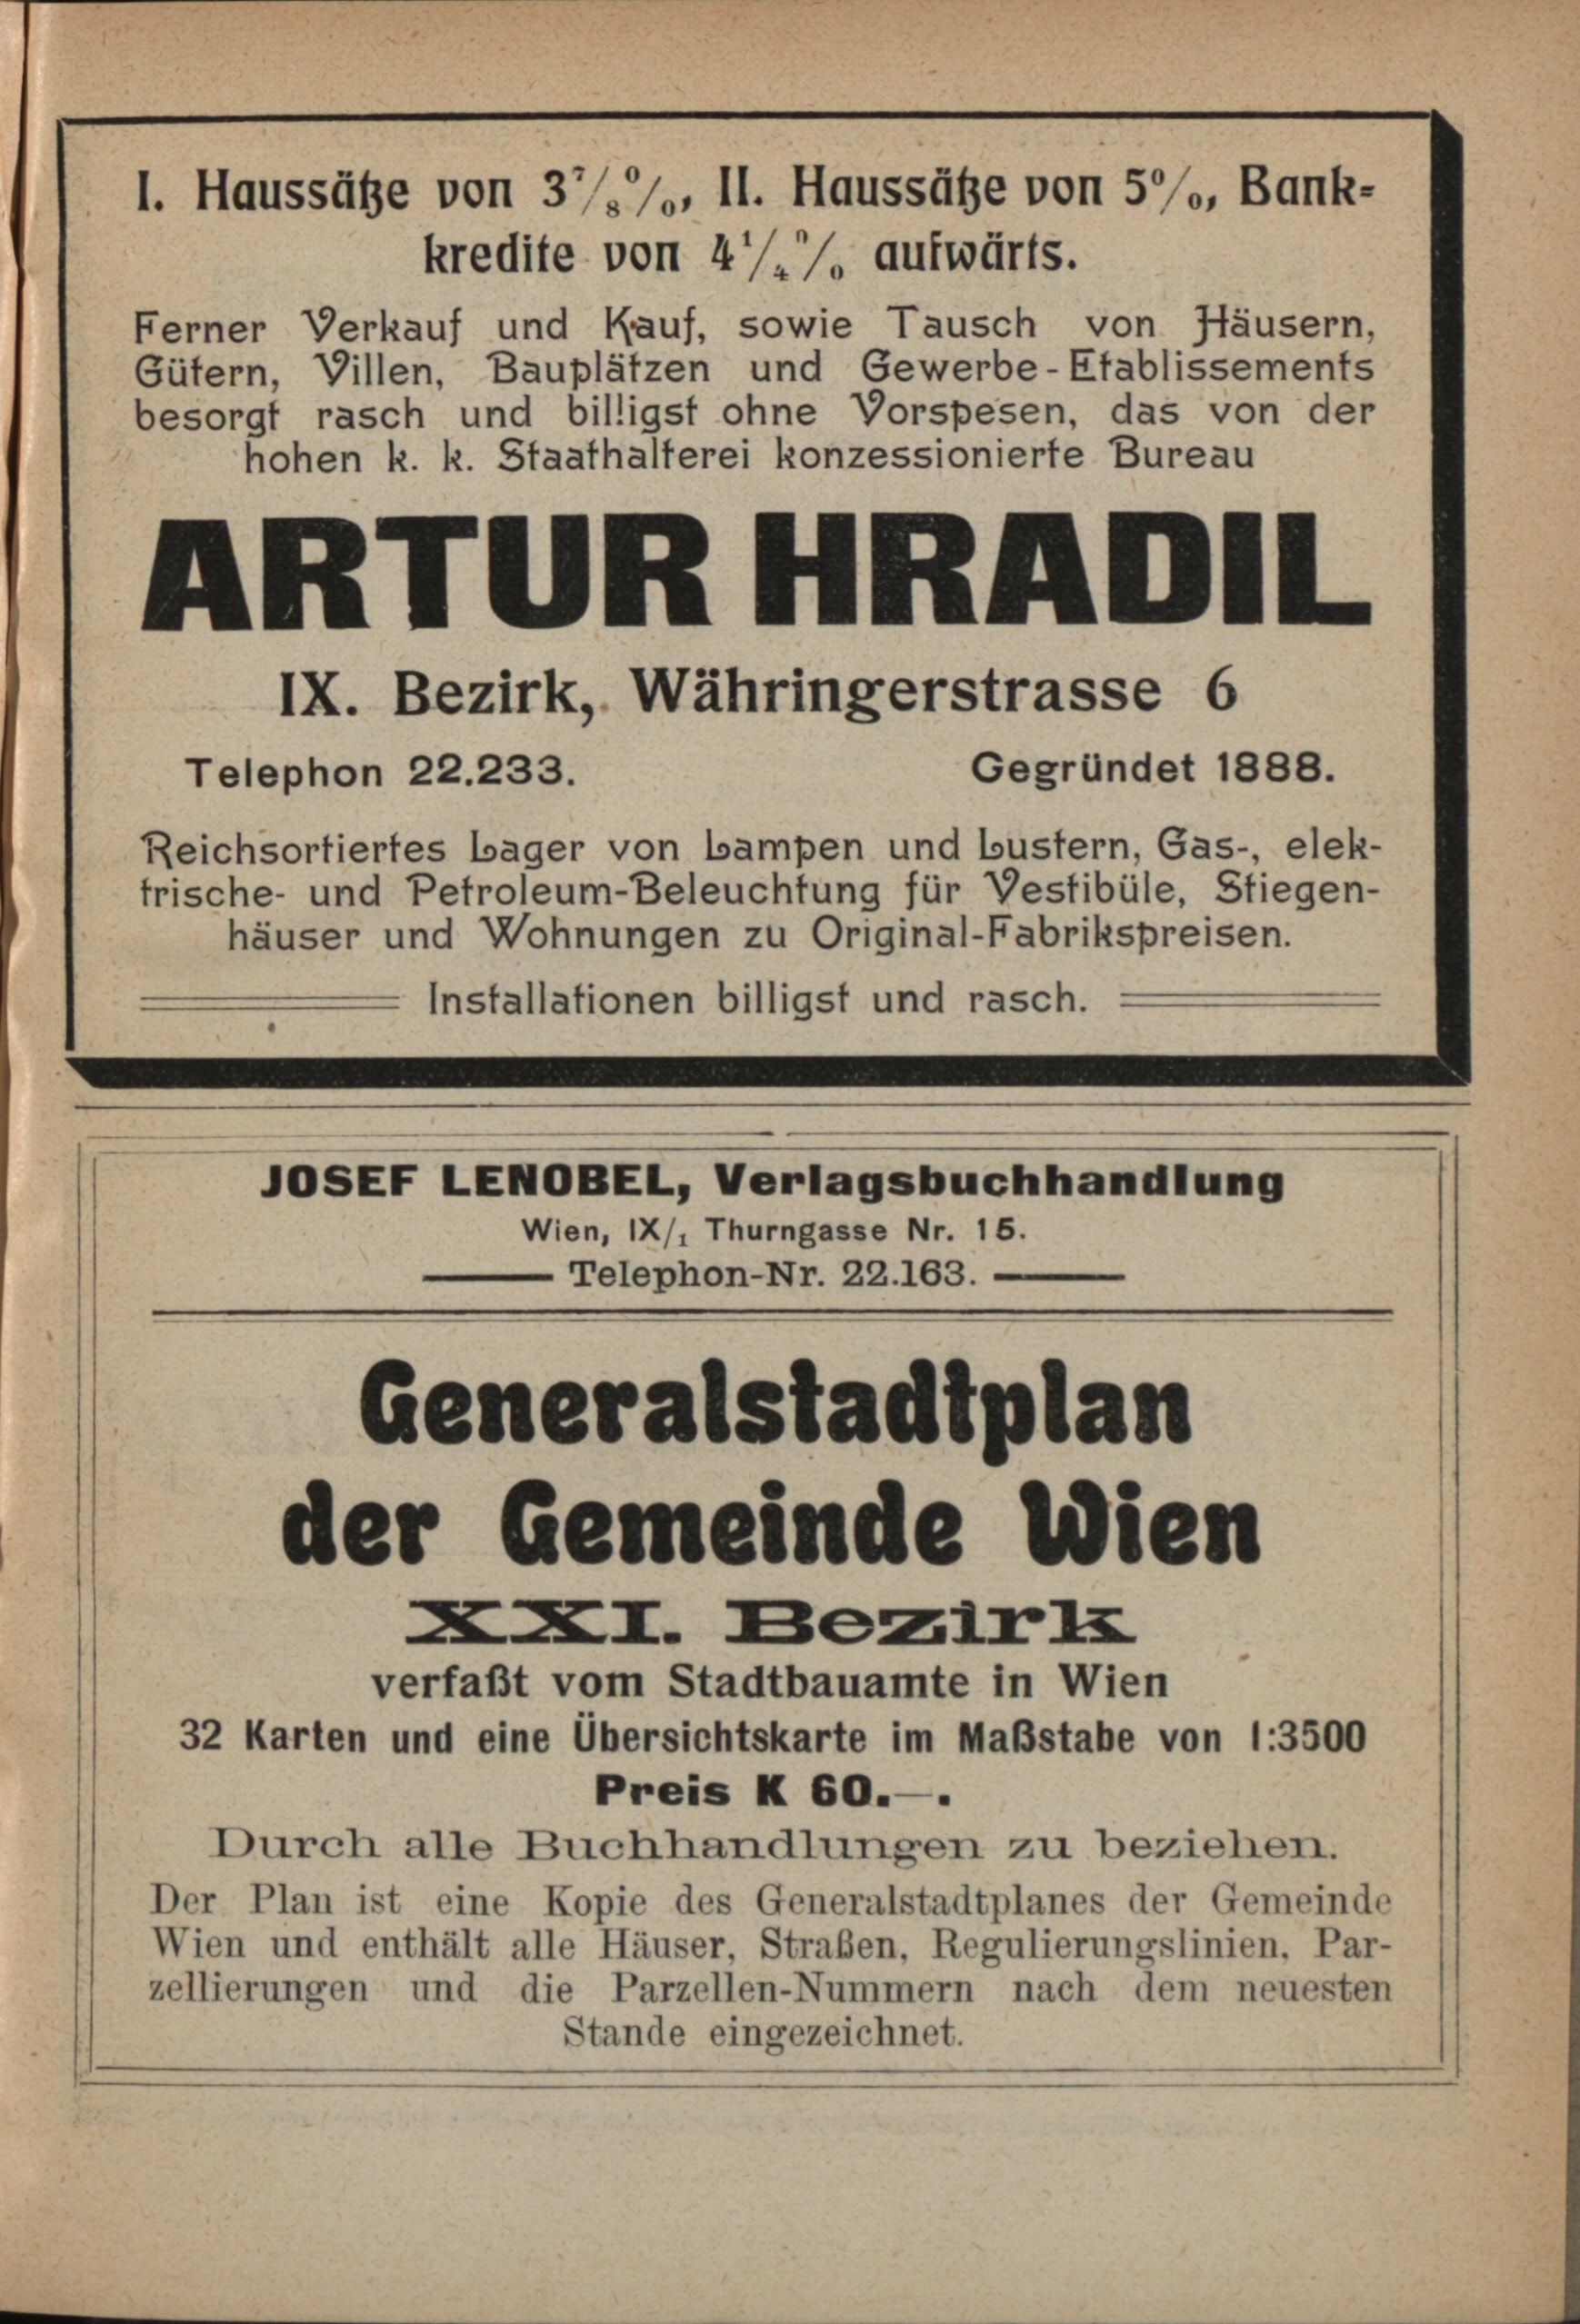 I. Haussätze von 3⁷/₈⁰/₀, II. Haussätze von 5⁰/₀, Bank-
kredite von 4¹/₄⁰/₀ aufwärts.
Ferner Verkauf und Kauf, sowie Tausch von Häusern,
Gütern, Villen, Bauplätzen und Gewerbe-Etablissements
besorgt rasch und billigst ohne Vorspesen, das von der
hohen k. k. Staathalterei konzessionierte Bureau
ARTUR HRADIL
IX. Bezirk, Währingerstrasse 6
Telephon 22.233. Gegründet 1888.
Reichsortiertes Lager von Lampen und Lustern, Gas-, elek-
trische- und Petroleum-Beleuchtung für Vestibüle, Stiegen-
häuser und Wohnungen zu Original-Fabrikspreisen.
Installationen billigst und rasch.
JOSEF LENOBEL, Verlagsbuchhandlung
Wien, IX/₁ Thurngasse Nr. 15.
Telephon-Nr. 22.163.
Generalstadtplan
der Gemeinde Wien
XXI. Bezirk
verfaßt vom Stadtbauamte in Wien
32 Karten und eine Übersichtskarte im Maßstabe von 1:3500
Preis K 60.—.
Durch alle Buchhandlungen zu beziehen.
Der Plan ist eine Kopie des Generalstadtplanes der Gemeinde
Wien und enthält alle Häuser, Straßen, Regulierungslinien, Par-
zellierungen und die Parzellen-Nummern nach dem neuesten
Stande eingezeichnet.